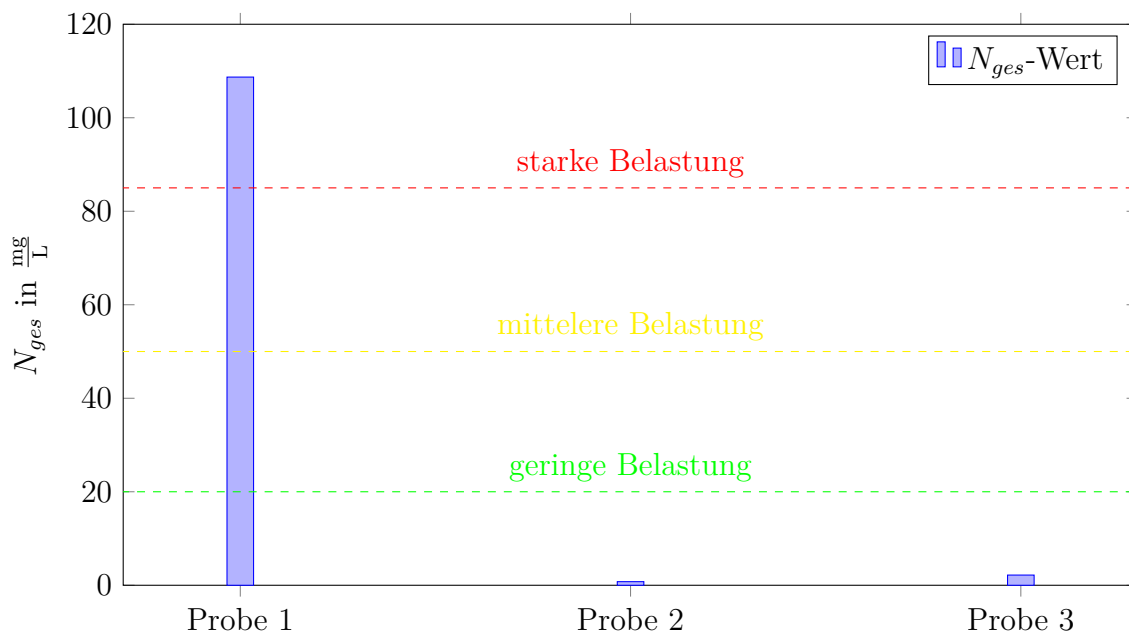 120
100
80
60
40
20
0
N_ges in mg/L
N_ges-Wert
starke Belastung
mittelere Belastung
geringe Belastung
Probe 1
Probe 2
Probe 3